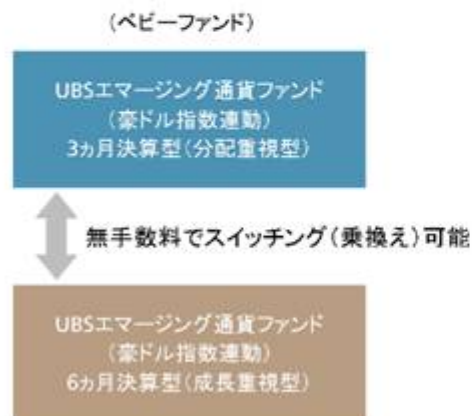 (ベビーファンド)
UBSエマージング通貨ファンド
(豪ドル指数連動)
3ヵ月決算型(分配重視型)
無手数料でスイッチング(乗換え)可能
UBSエマージング通貨ファンド
(豪ドル指数連動)
6ヵ月決算型(成長重視型)